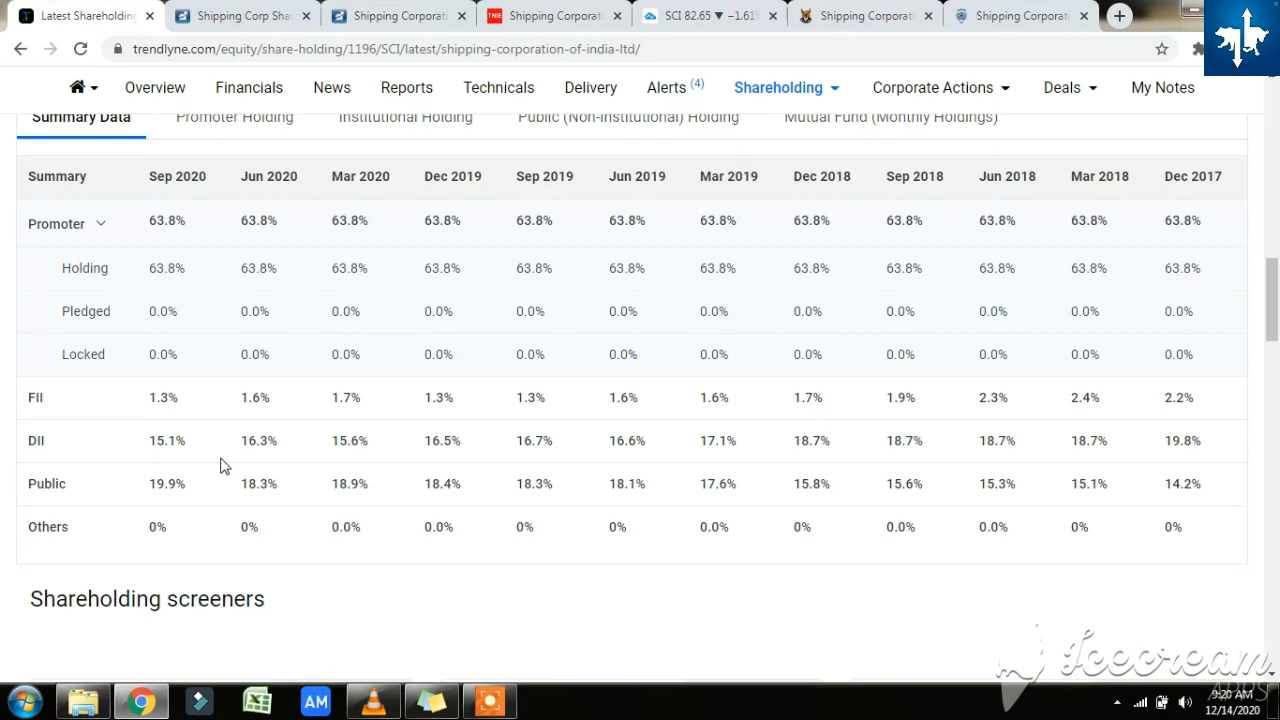 Latest Shareholding
Shipping Corp Sha
Shipping Corporat
Shipping Corporat
SCI 82.65 ▼ −1.61%
Shipping Corporat
Shipping Corporat
trendlyne.com/equity/share-holding/1196/SCI/latest/shipping-corporation-of-india-ltd/
Overview Financials News Reports Technicals Delivery Alerts (4) Shareholding Corporate Actions Deals My Notes
Summary Data Promoter Holding Institutional Holding Public (Non-Institutional) Holding Mutual Fund (Monthly Holdings)
Summary Sep 2020 Jun 2020 Mar 2020 Dec 2019 Sep 2019 Jun 2019 Mar 2019 Dec 2018 Sep 2018 Jun 2018 Mar 2018 Dec 2017
Promoter 63.8% 63.8% 63.8% 63.8% 63.8% 63.8% 63.8% 63.8% 63.8% 63.8% 63.8% 63.8%
Holding 63.8% 63.8% 63.8% 63.8% 63.8% 63.8% 63.8% 63.8% 63.8% 63.8% 63.8% 63.8%
Pledged 0.0% 0.0% 0.0% 0.0% 0.0% 0.0% 0.0% 0.0% 0.0% 0.0% 0.0% 0.0%
Locked 0.0% 0.0% 0.0% 0.0% 0.0% 0.0% 0.0% 0.0% 0.0% 0.0% 0.0% 0.0%
FII 1.3% 1.6% 1.7% 1.3% 1.3% 1.6% 1.6% 1.7% 1.9% 2.3% 2.4% 2.2%
DII 15.1% 16.3% 15.6% 16.5% 16.7% 16.6% 17.1% 18.7% 18.7% 18.7% 18.7% 19.8%
Public 19.9% 18.3% 18.9% 18.4% 18.3% 18.1% 17.6% 15.8% 15.6% 15.3% 15.1% 14.2%
Others 0% 0% 0.0% 0.0% 0% 0% 0.0% 0% 0.0% 0.0% 0% 0%
Shareholding screeners
Icecream
APPS
TNIE
AM
9:20 AM
12/14/2020